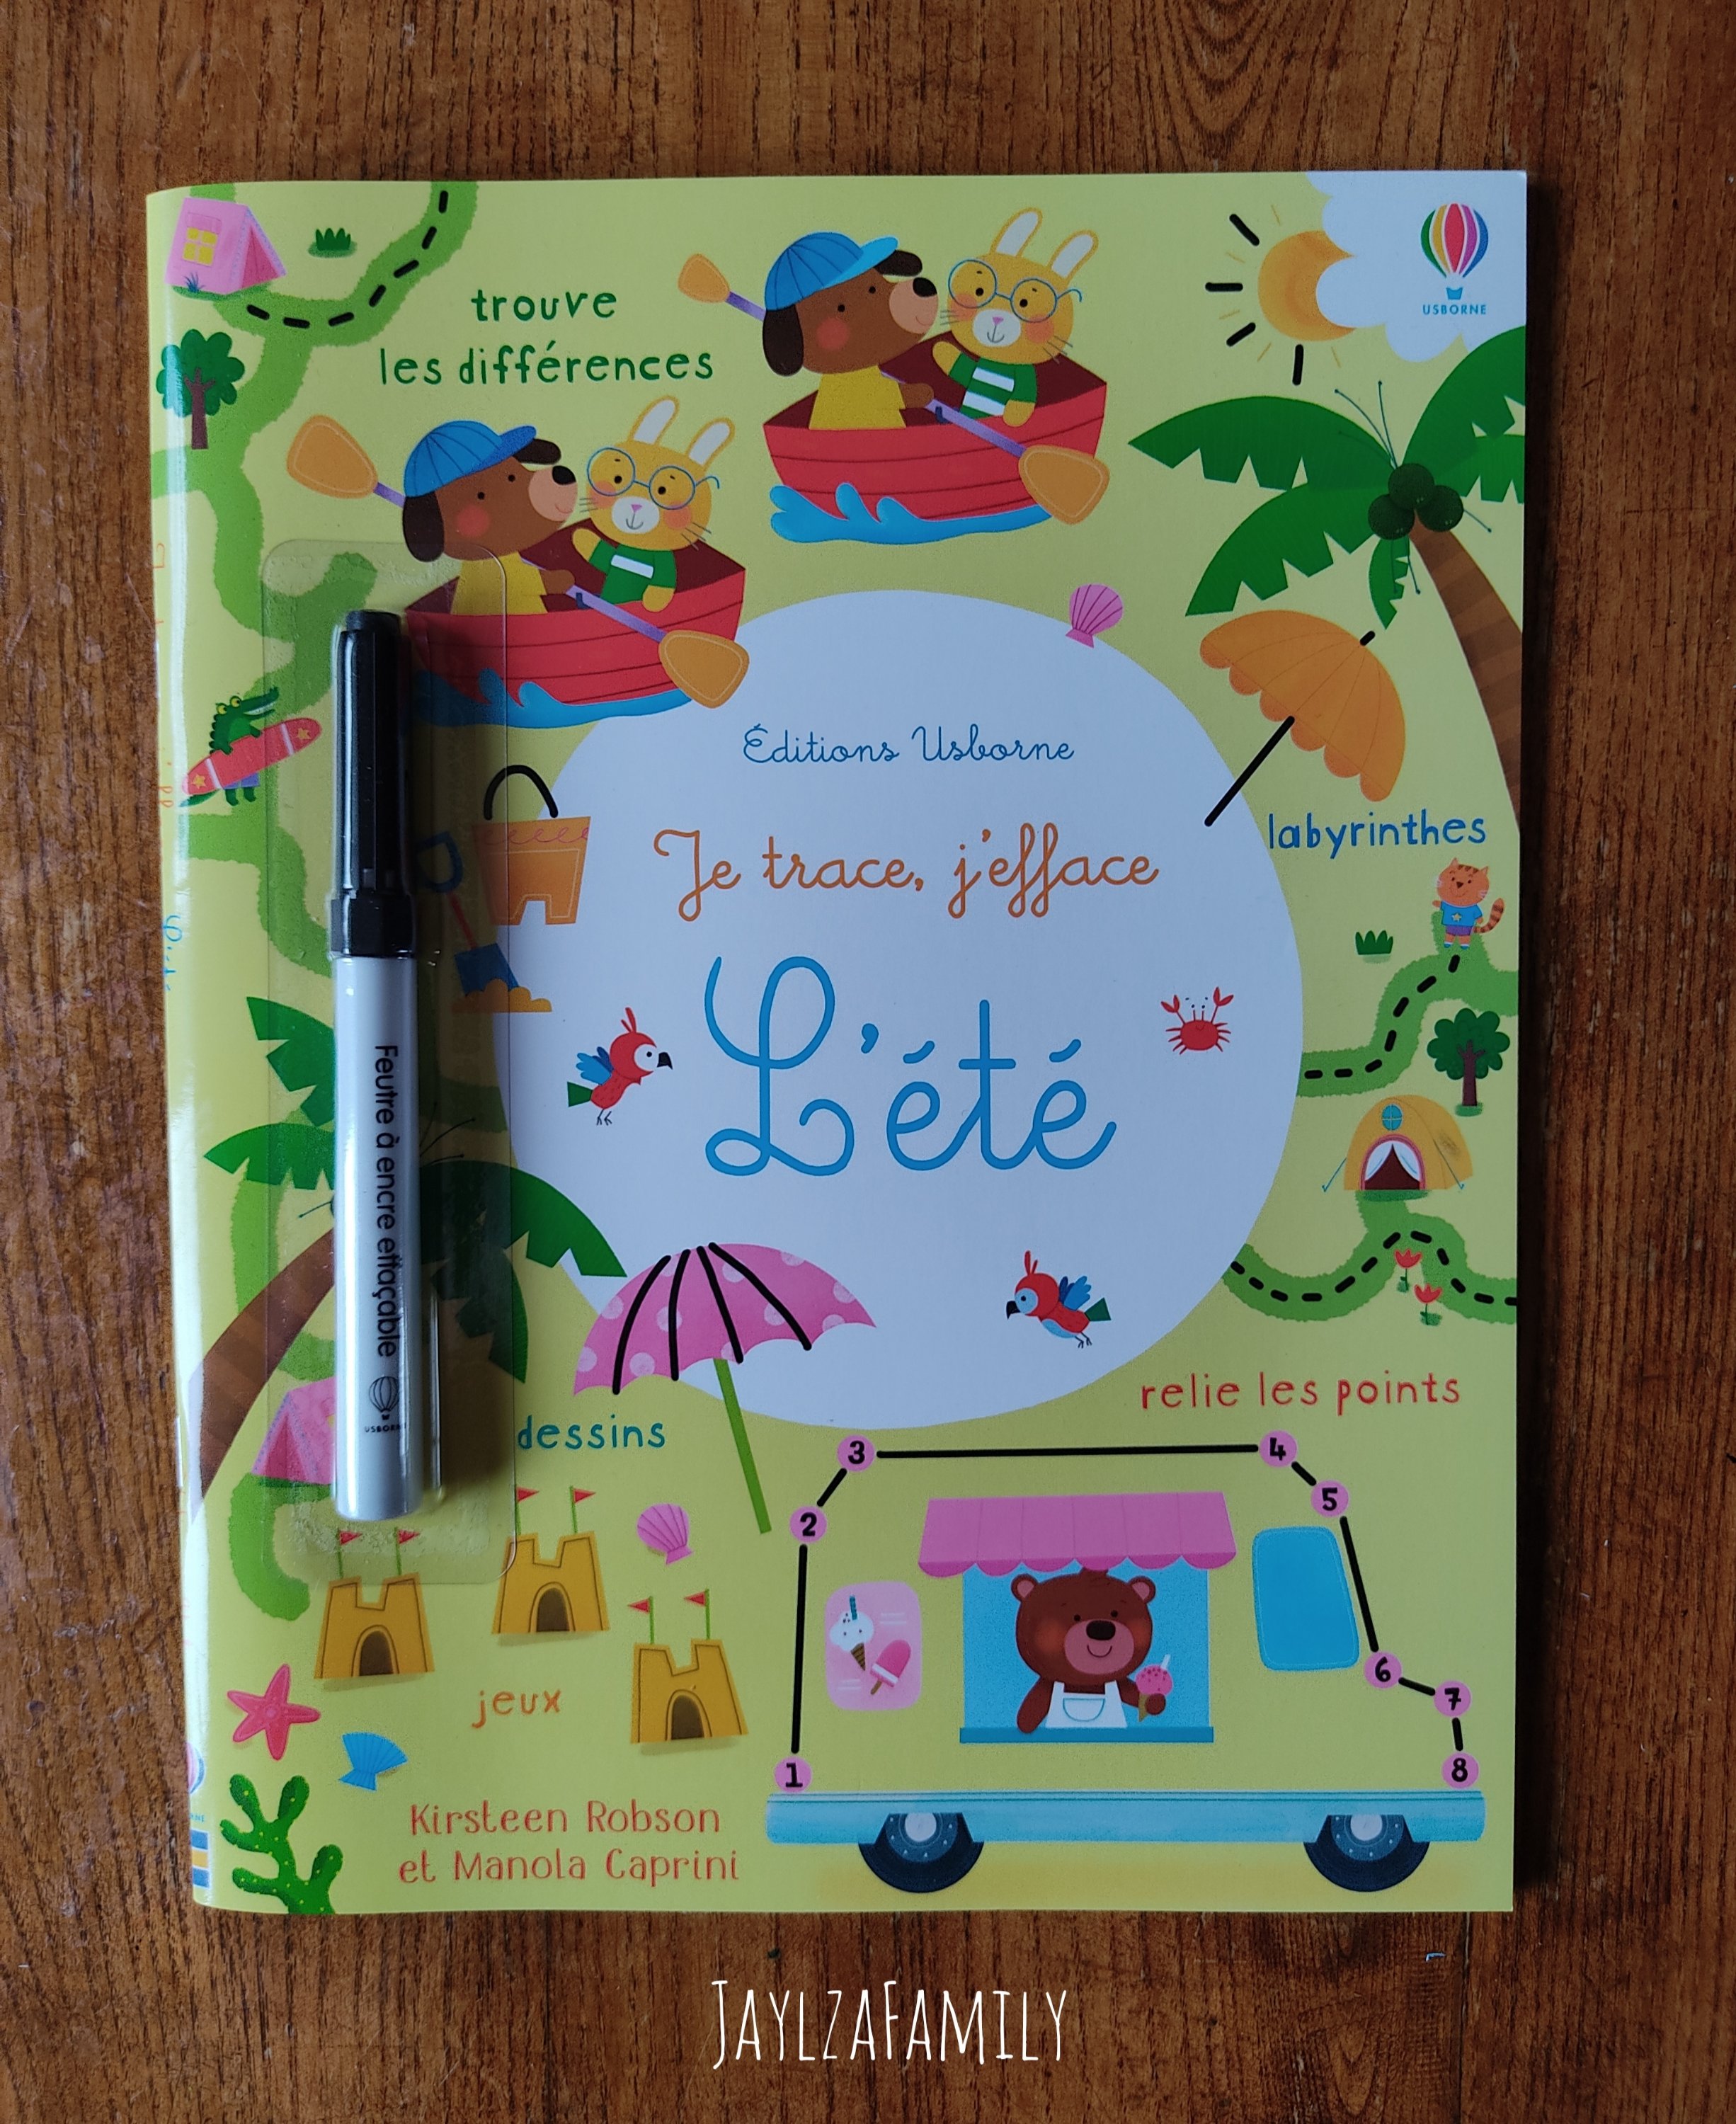 trouve
les différences
USBORNE
Éditions Usborne
Je trace, j'efface
L'été
labyrinthes
Feutre à encre effaçable
USBORNE
relie les points
dessins
3
4
5
2
6
7
1
8
jeux
Kirsteen Robson
et Manola Caprini
JAYLZAFAMILY